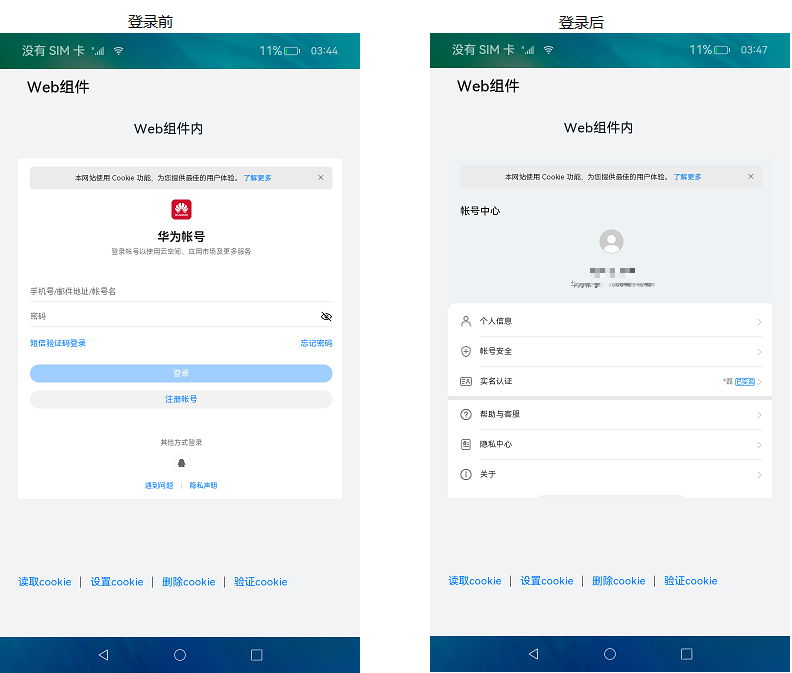 登录前
没有 SIM 卡
11%
03:44
Web组件
Web组件内
本网站使用 Cookie 功能，为您提供最佳的用户体验。 了解更多
华为帐号
登录帐号以使用云空间、应用市场及更多服务
手机号/邮件地址/帐号名
密码
短信验证码登录
忘记密码
登录
注册帐号
其他方式登录
遇到问题 | 隐私声明
读取cookie | 设置cookie | 删除cookie | 验证cookie
登录后
没有 SIM 卡
11%
03:47
Web组件
Web组件内
本网站使用 Cookie 功能，为您提供最佳的用户体验。 了解更多
帐号中心
个人信息
帐号安全
实名认证
已实名
帮助与客服
隐私中心
关于
读取cookie | 设置cookie | 删除cookie | 验证cookie